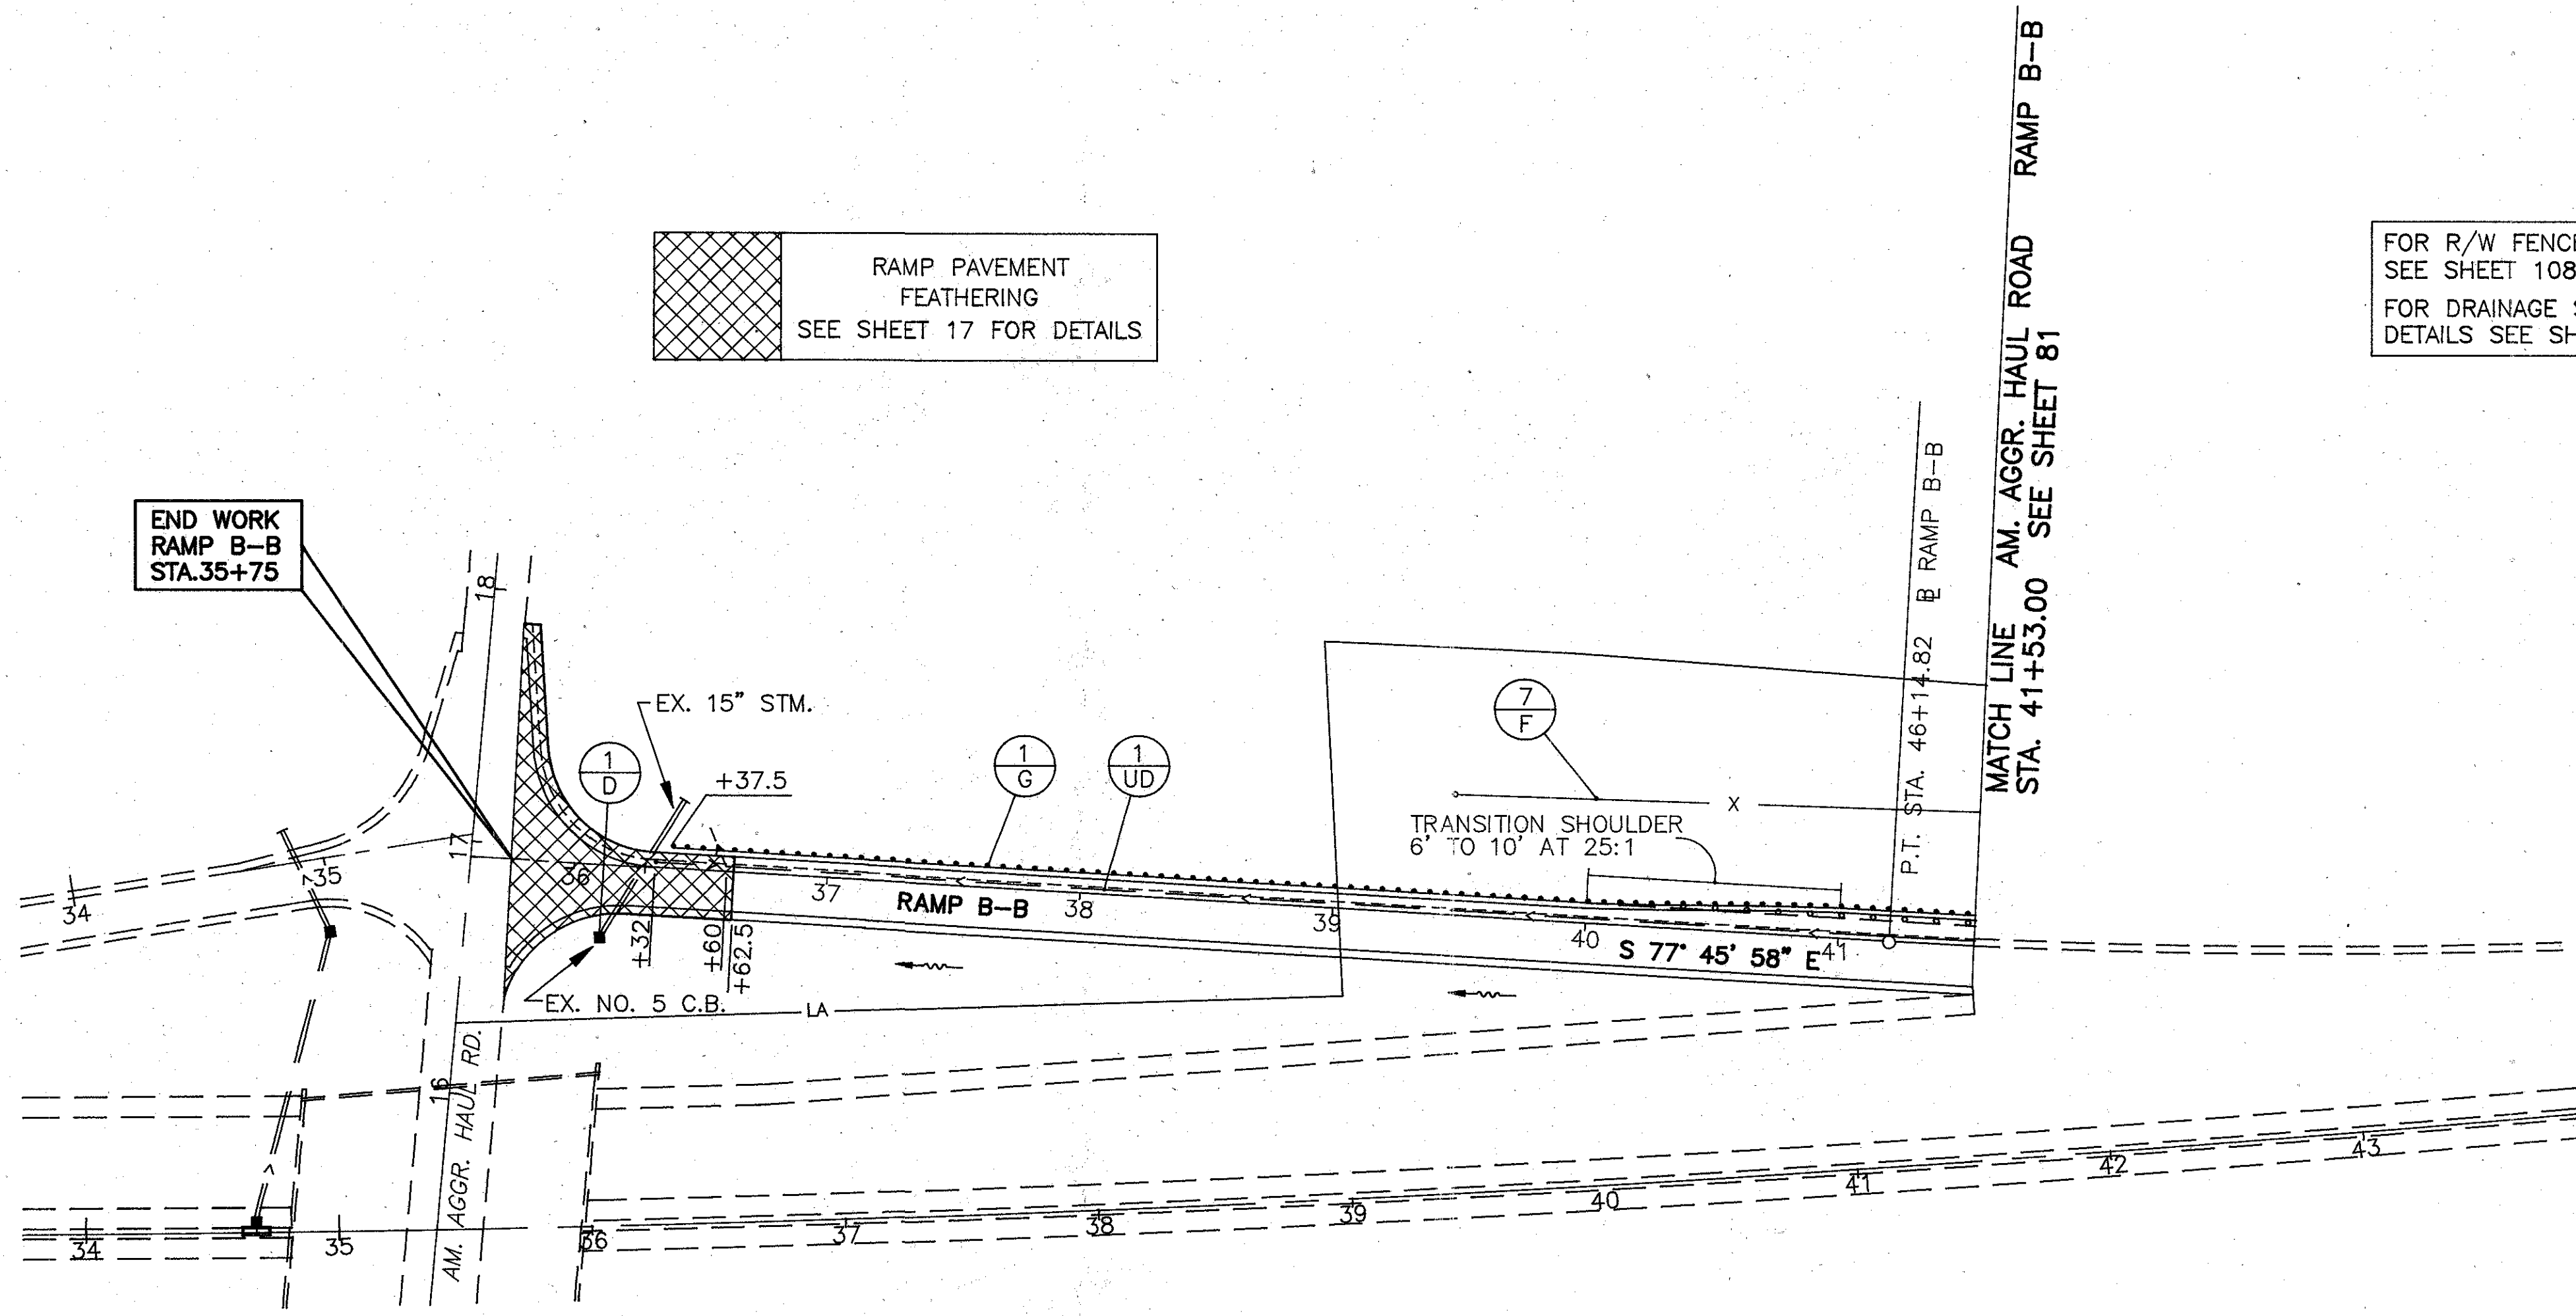 RAMP PAVEMENT
FEATHERING
SEE SHEET 17 FOR DETAILS
FOR R/W FENCE
SEE SHEET 108
FOR DRAINAGE S
DETAILS SEE SH
MATCH LINE AM. AGGR. HAUL ROAD RAMP B-B
STA. 41+53.00 SEE SHEET 81
P.T. STA. 46+14.82 ℄ RAMP B-B
END WORK
RAMP B-B
STA.35+75
18
EX. 15" STM.
1
D
+37.5
1
G
1
UD
7
F
X
TRANSITION SHOULDER
6' TO 10' AT 25:1
17
34
35
36
37
RAMP B-B
38
39
40
S 77° 45' 58" E
41
+32
+60
+62.5
EX. NO. 5 C.B.
LA
16
AM. AGGR. HAUL RD.
34
35
36
37
38
39
40
41
42
43